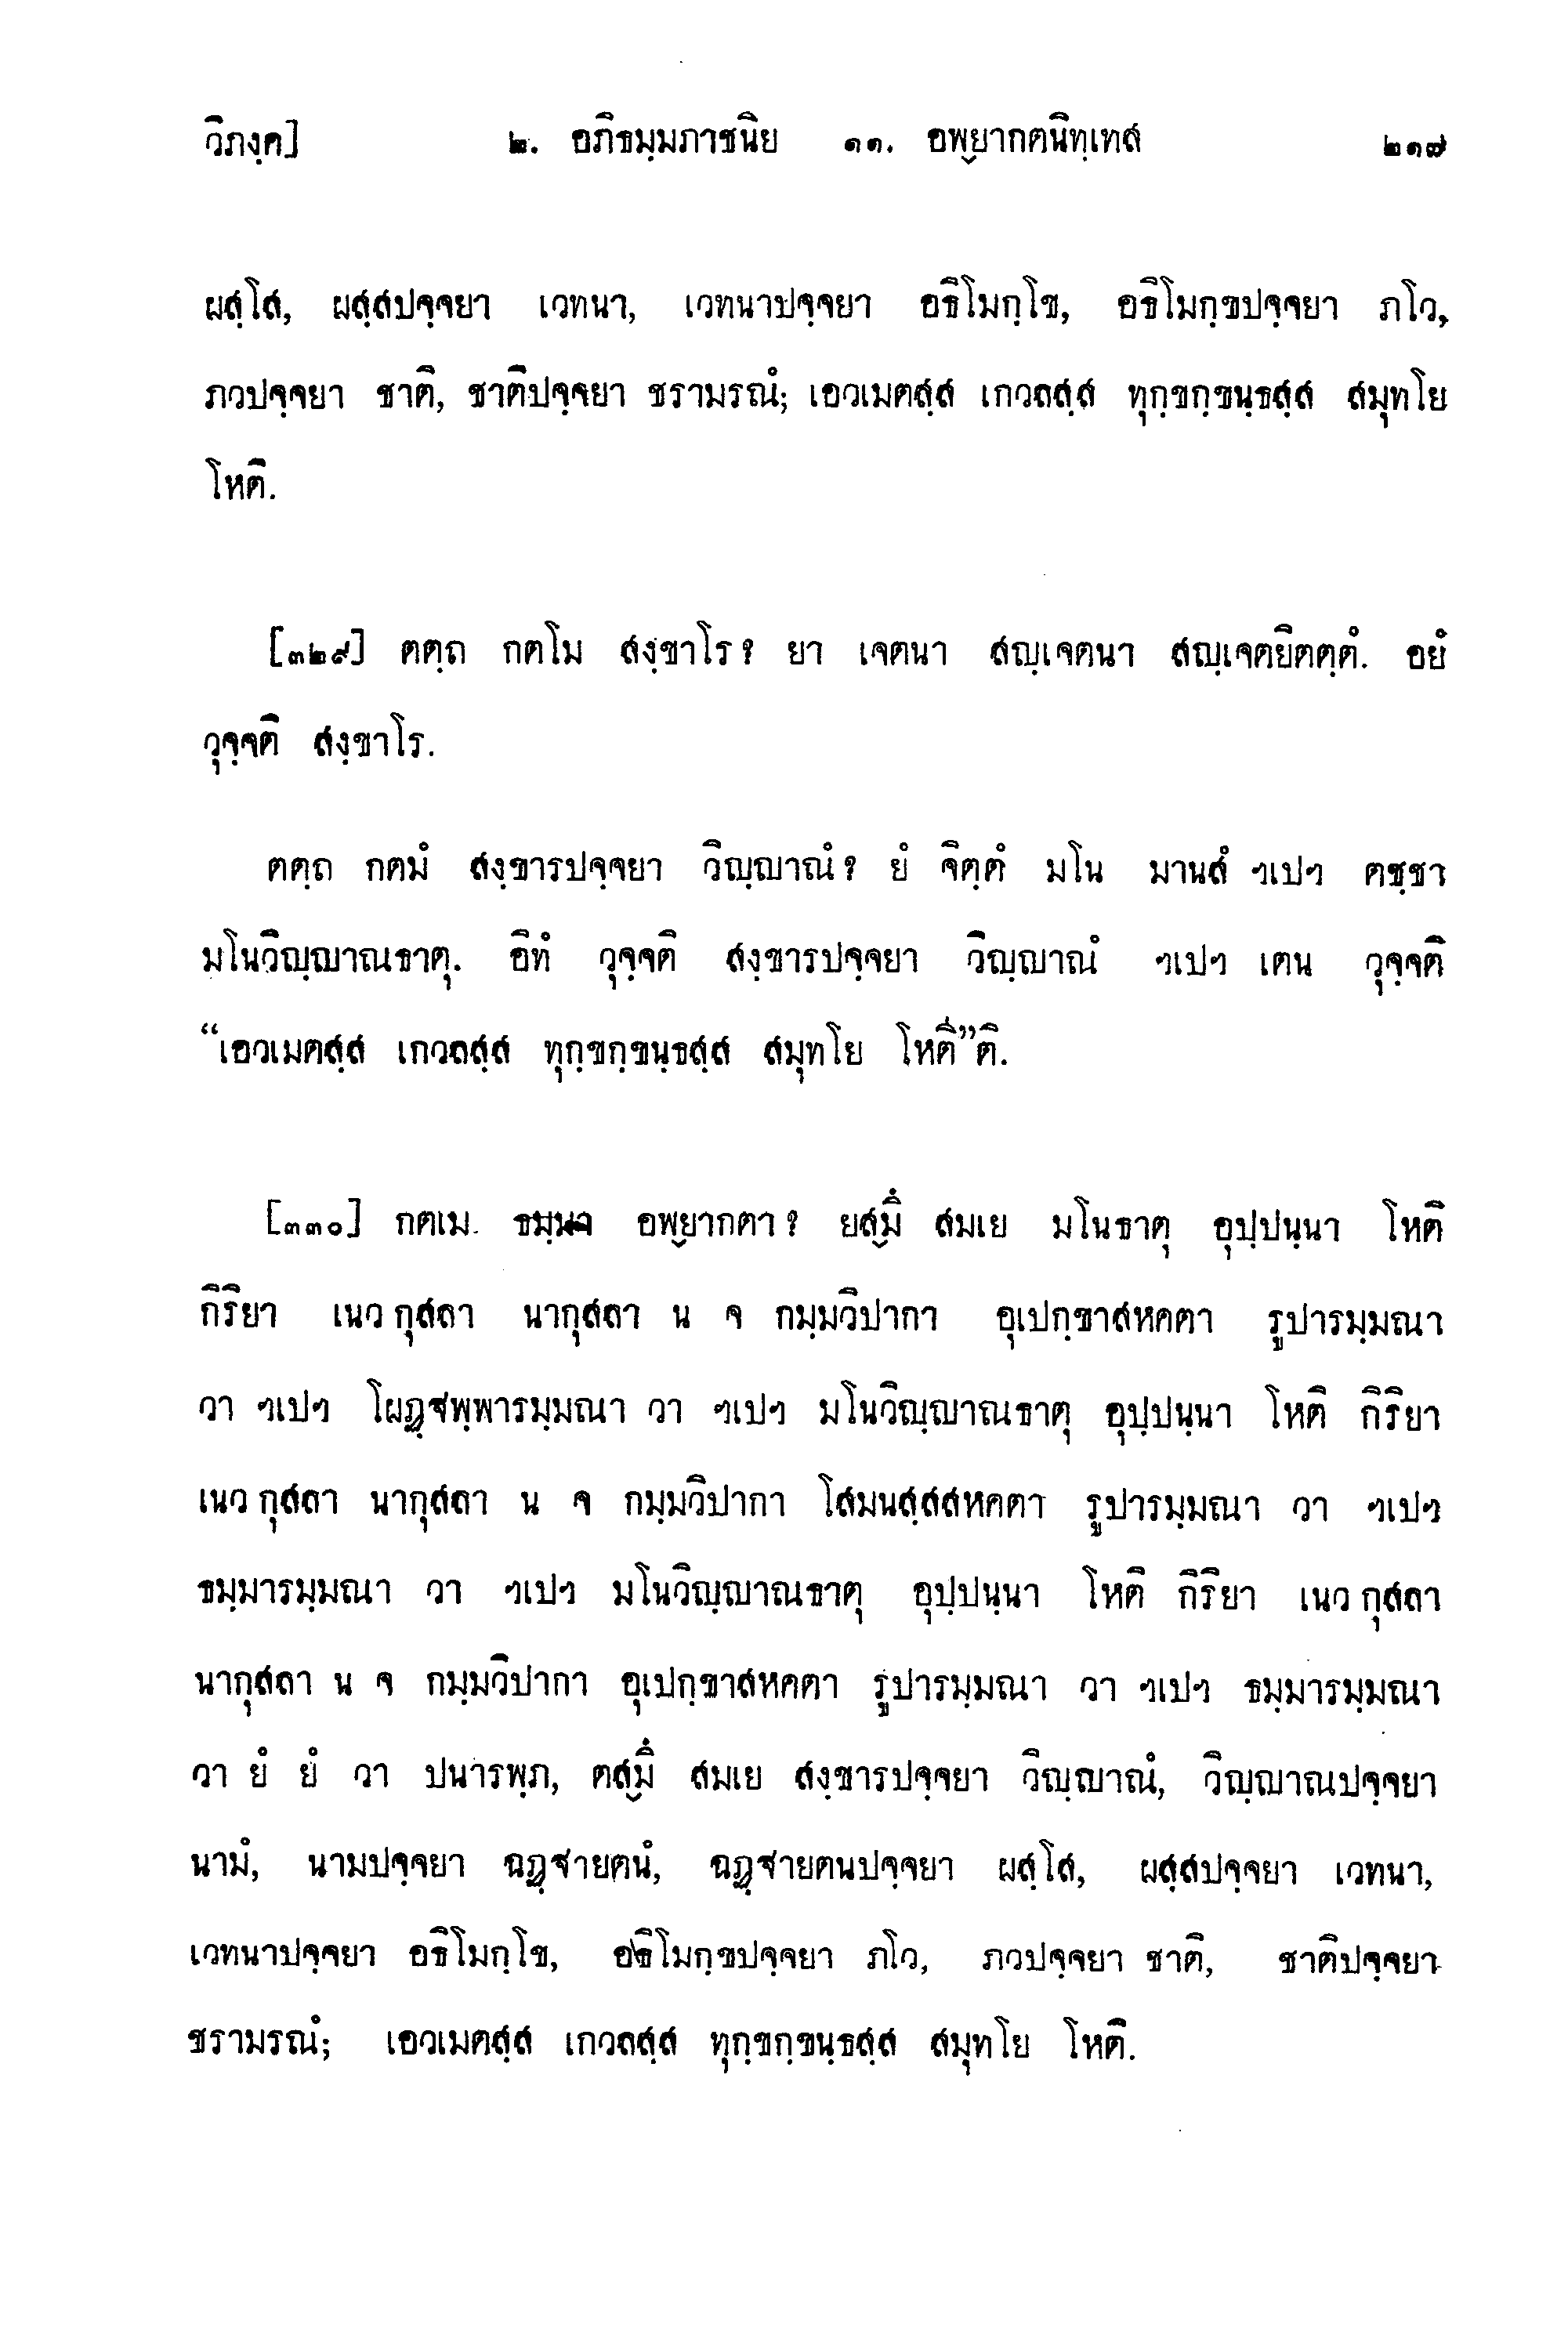 วิภงฺค]	๒. อภิธมฺมภาชนิย ๑๑. อพฺยากตนิทฺเทส	๒๑๗
ผสฺโส, ผสฺสปจฺจยา เวทนา, เวทนาปจฺจยา อธิโมกฺโข, อธิโมกฺขปจฺจยา ภโว,
ภวปจฺจยา ชาติ, ชาติปจฺจยา ชรามรณํ; เอวเมตสฺส เกวลสฺส ทุกฺขกฺขนฺธสฺส สมุทโย
โหติ.
[๓๒๙] ตตฺถ กตโม สงฺขาโร? ยา เจตนา สญฺเจตนา สญฺเจตยิตตฺตํ. อยํ
วุจฺจติ สงฺขาโร.
ตตฺถ กตมํ สงฺขารปจฺจยา วิญฺญาณํ? ยํ จิตฺตํ มโน มานสํ ฯเปฯ ตชฺชา
มโนวิญฺญาณธาตุ. อิทํ วุจฺจติ สงฺขารปจฺจยา วิญฺญาณํ ฯเปฯ เตน วุจฺจติ
“เอวเมตสฺส เกวลสฺส ทุกฺขกฺขนฺธสฺส สมุทโย โหตี”ติ.
[๓๓๐] กตเม ธมฺมา อพฺยากตา? ยสฺมึ สมเย มโนธาตุ อุปฺปนฺนา โหติ
กิริยา เนว กุสลา นากุสลา น จ กมฺมวิปากา อุเปกฺขาสหคตา รูปารมฺมณา
วา ฯเปฯ โผฏฺฐพฺพารมฺมณา วา ฯเปฯ มโนวิญฺญาณธาตุ อุปฺปนฺนา โหติ กิริยา
เนว กุสลา นากุสลา น จ กมฺมวิปากา โสมนสฺสสหคตา รูปารมฺมณา วา ฯเปฯ
ธมฺมารมฺมณา วา ฯเปฯ มโนวิญฺญาณธาตุ อุปฺปนฺนา โหติ กิริยา เนว กุสลา
นากุสลา น จ กมฺมวิปากา อุเปกฺขาสหคตา รูปารมฺมณา วา ฯเปฯ ธมฺมารมฺมณา
วา ยํ ยํ วา ปนารพฺภ, ตสฺมึ สมเย สงฺขารปจฺจยา วิญฺญาณํ, วิญฺญาณปจฺจยา
นามํ, นามปจฺจยา ฉฏฺฐายตนํ, ฉฏฺฐายตนปจฺจยา ผสฺโส, ผสฺสปจฺจยา เวทนา,
เวทนาปจฺจยา อธิโมกฺโข, อธิโมกฺขปจฺจยา ภโว, ภวปจฺจยา ชาติ, ชาติปจฺจยา
ชรามรณํ; เอวเมตสฺส เกวลสฺส ทุกฺขกฺขนฺธสฺส สมุทโย โหติ.